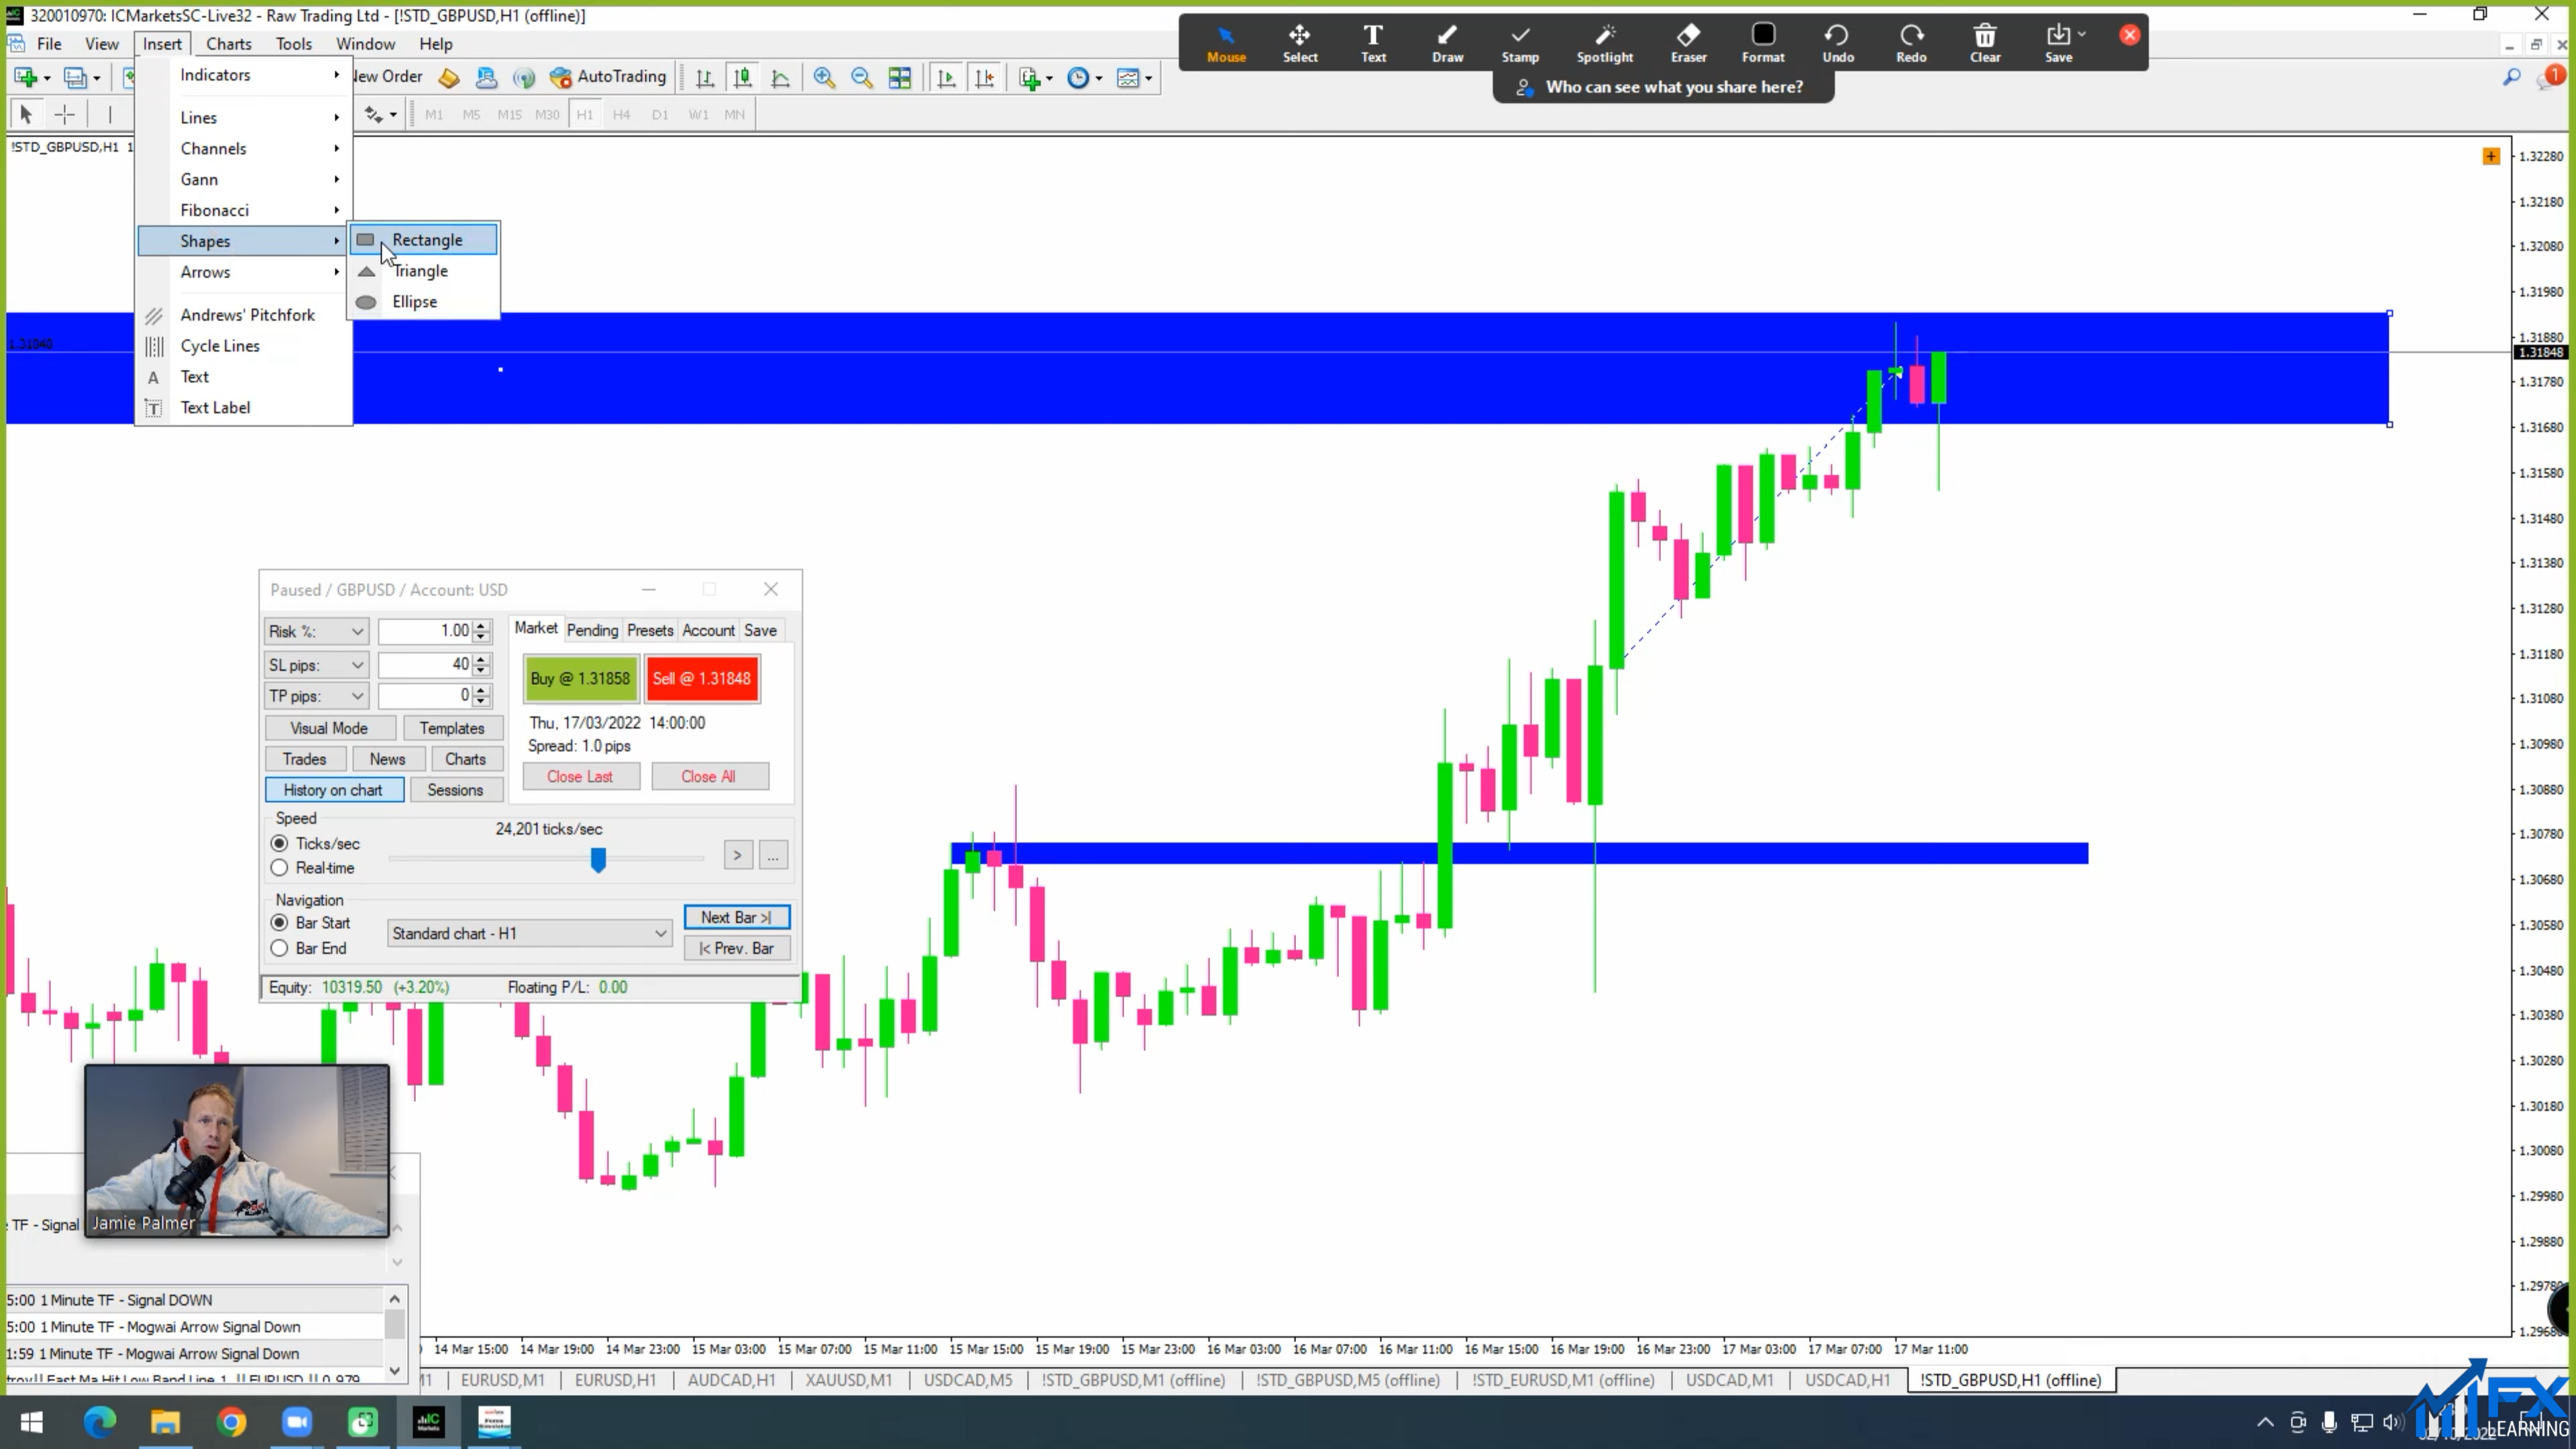 320010970: ICMarketsSC-Live32 - Raw Trading Ltd - [!STD_GBPUSD,H1 (offline)]
File View Insert Charts Tools Window Help
Mouse Select Text Draw Stamp Spotlight Eraser Format Undo Redo Clear Save
Who can see what you share here?
1
New Order AutoTrading
M1 M5 M15 M30 H1 H4 D1 W1 MN
!STD_GBPUSD,H1 1
Indicators
Lines
Channels
Gann
Fibonacci
Shapes
Arrows
Andrews' Pitchfork
Cycle Lines
Text
Text Label
Rectangle
Triangle
Ellipse
1.32280
1.32180
1.32080
1.31980
1.31880
1.31848
1.31780
1.31680
1.31580
1.31480
1.31380
1.31280
1.31180
1.31080
1.30980
1.30880
1.30780
1.30680
1.30580
1.30480
1.30380
1.30280
1.30180
1.30080
1.29980
1.29880
1.29780
Paused / GBPUSD / Account: USD
Risk %: 1.00
SL pips: 40
TP pips: 0
Visual Mode Templates
Trades News Charts
History on chart Sessions
Market Pending Presets Account Save
Buy @ 1.31858 Sell @ 1.31848
Thu, 17/03/2022 14:00:00
Spread: 1.0 pips
Close Last Close All
Speed
24,201 ticks/sec
Ticks/sec
Real-time
> ...
Navigation
Bar Start
Bar End
Standard chart - H1
Next Bar >|
|< Prev. Bar
Equity: 10319.50 (+3.20%) Floating P/L: 0.00
Jamie Palmer
TF - Signal
5:00 1 Minute TF - Signal DOWN
5:00 1 Minute TF - Mogwai Arrow Signal Down
1:59 1 Minute TF - Mogwai Arrow Signal Down
14 Mar 15:00 14 Mar 19:00 14 Mar 23:00 15 Mar 03:00 15 Mar 07:00 15 Mar 11:00 15 Mar 15:00 15 Mar 19:00 15 Mar 23:00 16 Mar 03:00 16 Mar 07:00 16 Mar 11:00 16 Mar 15:00 16 Mar 19:00 16 Mar 23:00 17 Mar 03:00 17 Mar 07:00 17 Mar 11:00
EURUSD,M1 EURUSD,H1 AUDCAD,H1 XAUUSD,M1 USDCAD,M5 !STD_GBPUSD,M1 (offline) !STD_GBPUSD,M5 (offline) !STD_EURUSD,M1 (offline) USDCAD,M1 USDCAD,H1 !STD_GBPUSD,H1 (offline)
FX
LEARNING